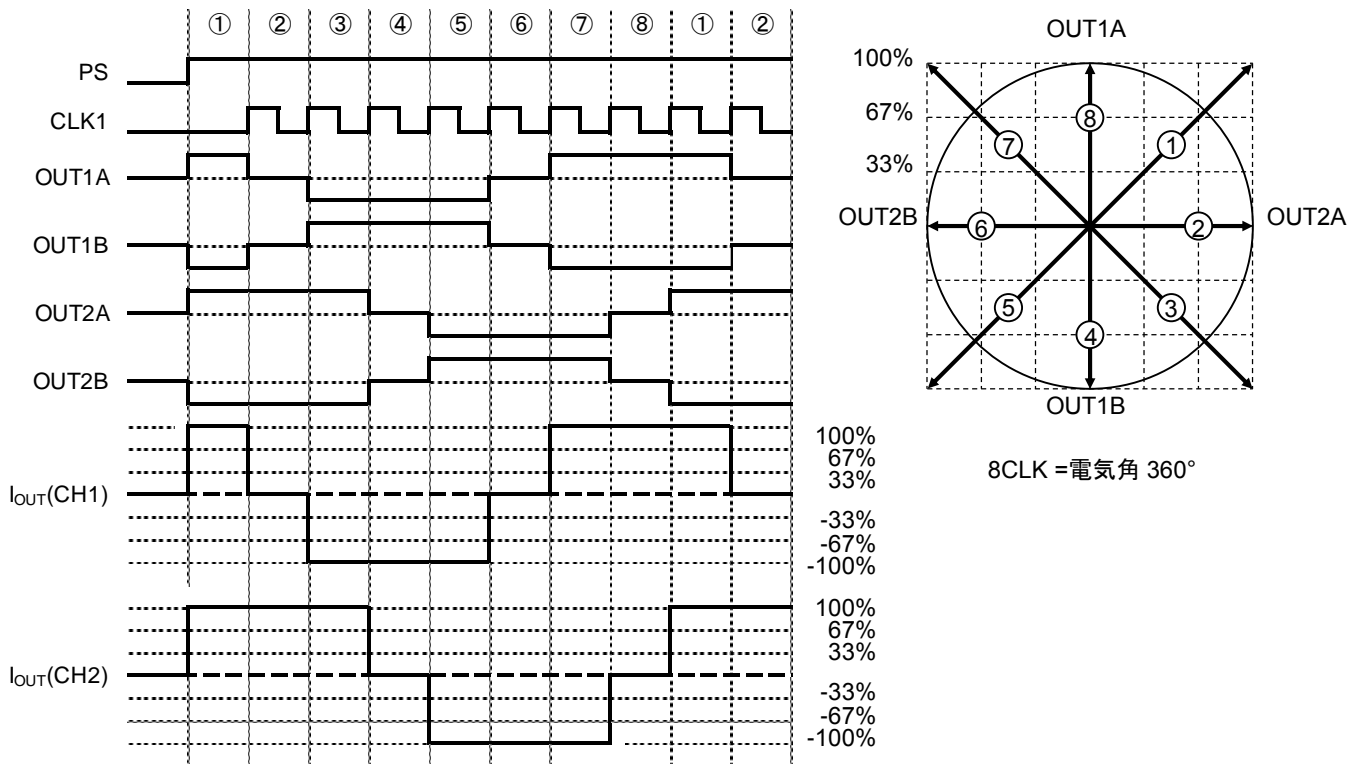 ① ② ③ ④ ⑤ ⑥ ⑦ ⑧ ① ②
PS
CLK1
OUT1A
OUT1B
OUT2A
OUT2B
I_OUT(CH1)
100%
67%
33%
-33%
-67%
-100%
I_OUT(CH2)
100%
67%
33%
-33%
-67%
-100%
OUT1A
100%
67%
33%
⑧
⑦ ①
OUT2B ⑥ ② OUT2A
⑤ ③
④
OUT1B
8CLK =電気角 360°